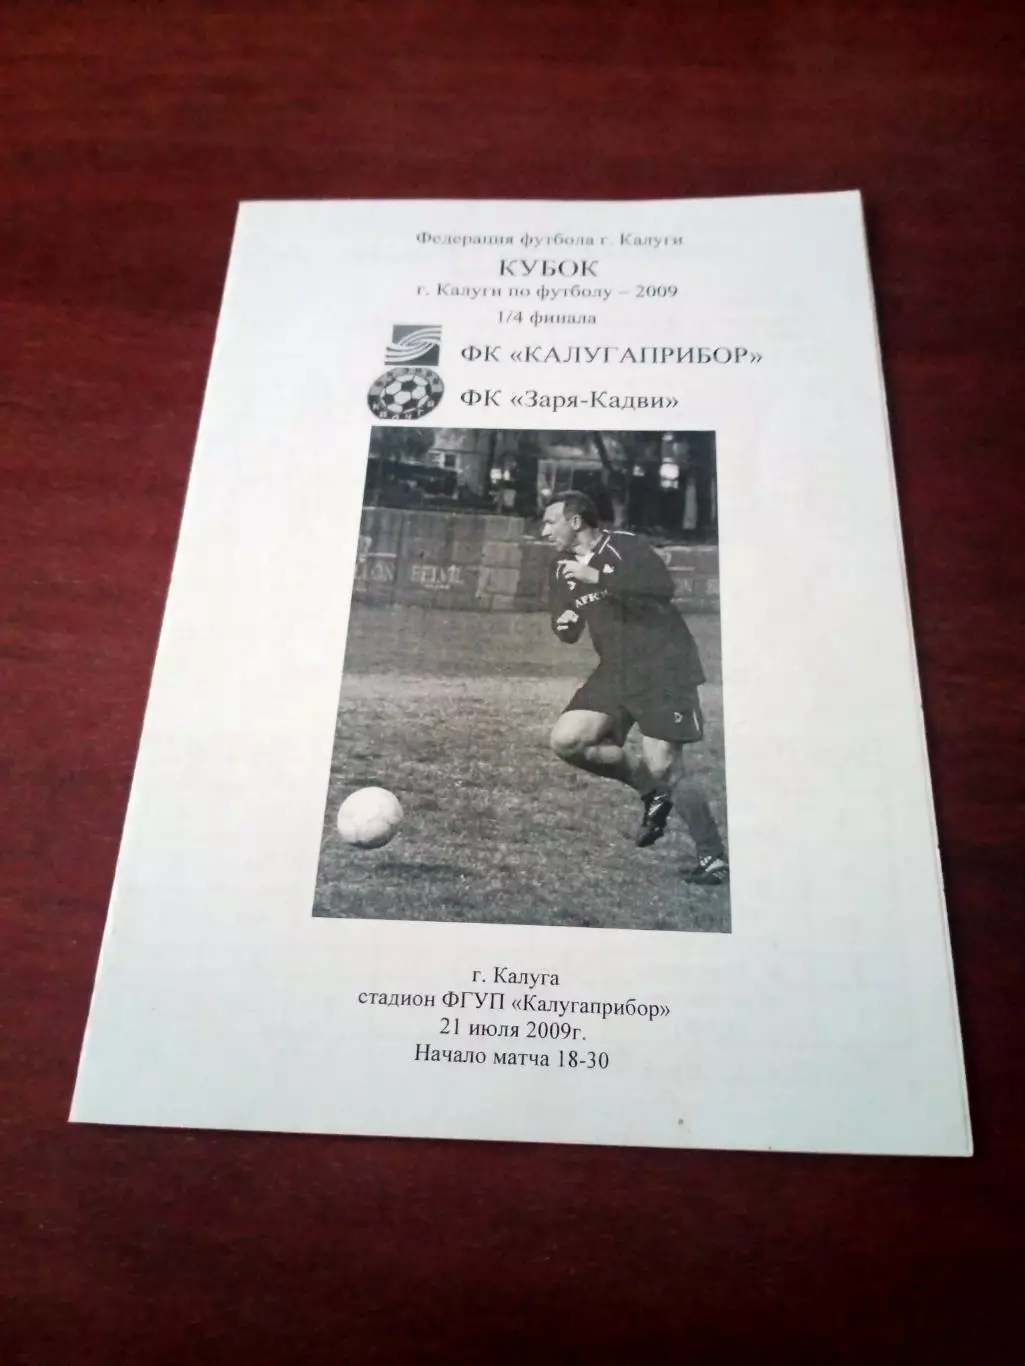 Федерация футбола г. Калуги
КУБОК
г. Калуги по футболу – 2009
1/4 финала
ФК «КАЛУГАПРИБОР»
ФК «Заря-Кадви»
КАЛУГА
г. Калуга
стадион ФГУП «Калугаприбор»
21 июля 2009г.
Начало матча 18-30